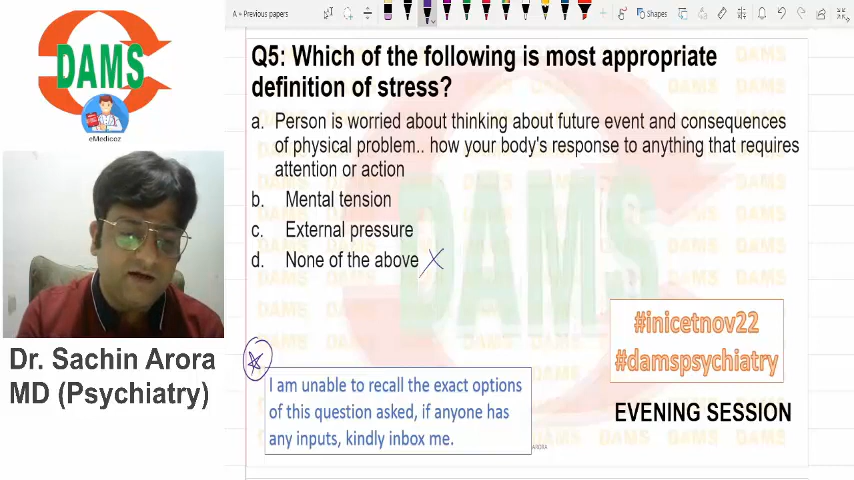 A = Previous papers
Shapes
DAMS
eMedicoz
Q5: Which of the following is most appropriate
definition of stress?
a. Person is worried about thinking about future event and consequences
of physical problem.. how your body's response to anything that requires
attention or action
b. Mental tension
c. External pressure
d. None of the above
#inicetnov22
#damspsychiatry
EVENING SESSION
I am unable to recall the exact options
of this question asked, if anyone has
any inputs, kindly inbox me.
Dr. Sachin Arora
MD (Psychiatry)
DAMS